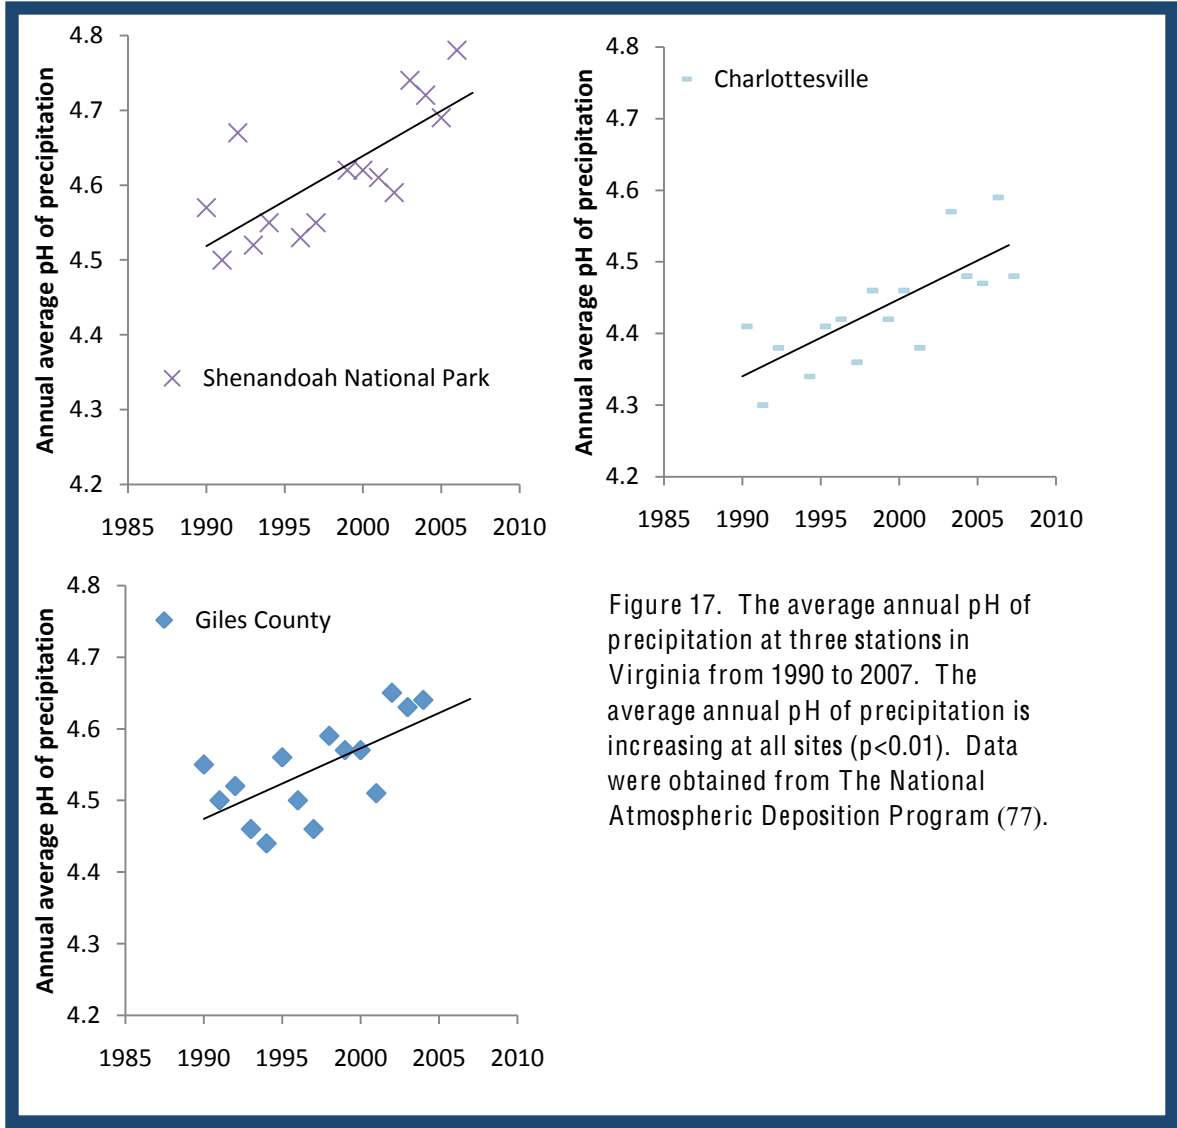 4.8
4.7
4.6
4.5
4.4
4.3
4.2
1985 1990 1995 2000 2005 2010
Annual average pH of precipitation
Shenandoah National Park
4.8
4.7
4.6
4.5
4.4
4.3
4.2
1985 1990 1995 2000 2005 2010
Annual average pH of precipitation
Charlottesville
4.8
4.7
4.6
4.5
4.4
4.3
4.2
1985 1990 1995 2000 2005 2010
Annual average pH of precipitation
Giles County
Figure 17. The average annual pH of
precipitation at three stations in
Virginia from 1990 to 2007. The
average annual pH of precipitation is
increasing at all sites (p<0.01). Data
were obtained from The National
Atmospheric Deposition Program (77).